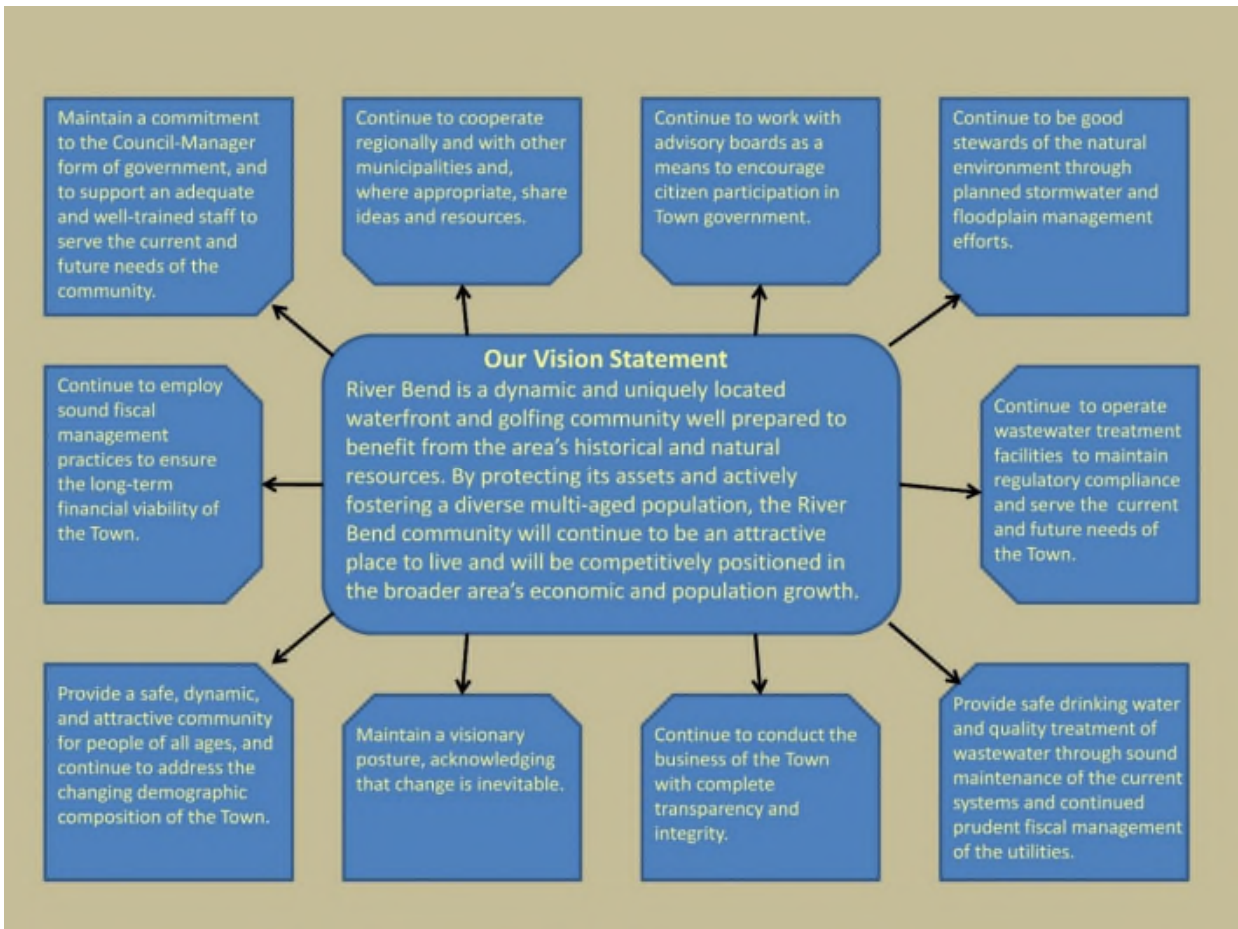 Maintain a commitment
to the Council-Manager
form of government, and
to support an adequate
and well-trained staff to
serve the current and
future needs of the
community.
Continue to cooperate
regionally and with other
municipalities and,
where appropriate, share
ideas and resources.
Continue to work with
advisory boards as a
means to encourage
citizen participation in
Town government.
Continue to be good
stewards of the natural
environment through
planned stormwater and
floodplain management
efforts.
Continue to employ
sound fiscal
management
practices to ensure
the long-term
financial viability of
the Town.
Our Vision Statement
River Bend is a dynamic and uniquely located
waterfront and golfing community well prepared to
benefit from the area's historical and natural
resources. By protecting its assets and actively
fostering a diverse multi-aged population, the River
Bend community will continue to be an attractive
place to live and will be competitively positioned in
the broader area's economic and population growth.
Continue to operate
wastewater treatment
facilities to maintain
regulatory compliance
and serve the current
and future needs of
the Town.
Provide a safe, dynamic,
and attractive community
for people of all ages, and
continue to address the
changing demographic
composition of the Town.
Maintain a visionary
posture, acknowledging
that change is inevitable.
Continue to conduct the
business of the Town
with complete
transparency and
integrity.
Provide safe drinking water
and quality treatment of
wastewater through sound
maintenance of the current
systems and continued
prudent fiscal management
of the utilities.